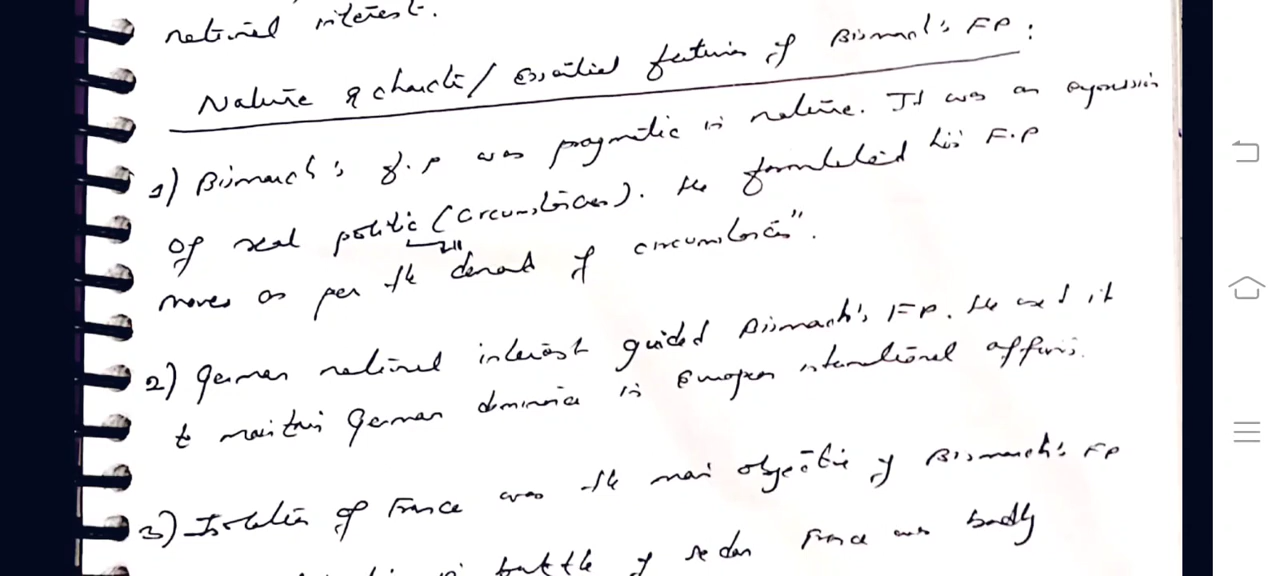 national interest.
Nature & character/ Essential features of Bismarck's FP:
1) Bismarck's f.p was pragmatic in nature. It was an expression
of real politic (circumstances). He formulated his F.P
moves as per the demand of circumstances".
2) German national interest guided Bismarck's FP. He used it
to maintain German dominance in European international affairs.
3) Isolation of France was the main objective of Bismarck's FP
battle of sedan France was badly